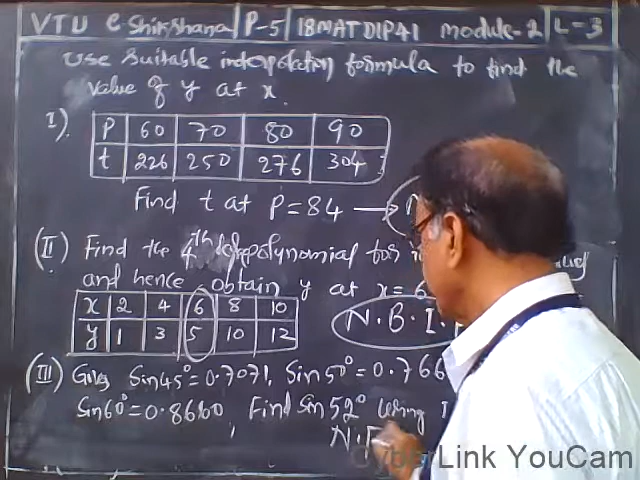 VTU e-Shikshana P-5 18MATDIP41 module-2 L-3
Use Suitable interpolation formula to find the
value of y at x.
I).
P 60 70 80 90
t 226 250 276 304
Find t at P=84 → N
(II) Find the 4th polynomial for
and hence obtain y at x=6
x 2 4 6 8 10
y 1 3 5 10 12
N.B.I.
(III) Given Sin45°=0.7071, Sin50°=0.766
Sin60°=0.8660 Find Sin52° using
N.F
CyberLink YouCam